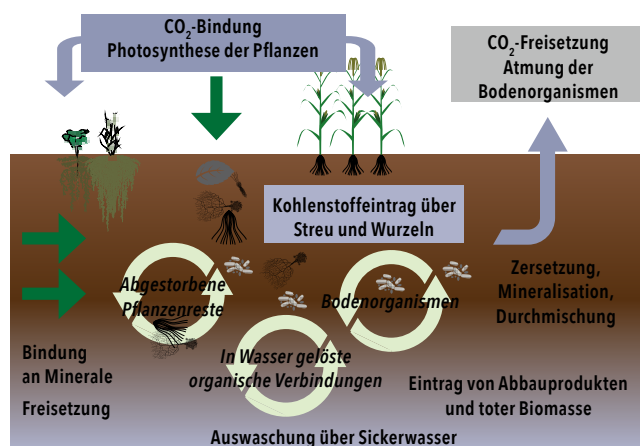 CO₂-Bindung
Photosynthese der Pflanzen
CO₂-Freisetzung
Atmung der
Bodenorganismen
Kohlenstoffeintrag über
Streu und Wurzeln
Abgestorbene
Pflanzenreste
Bodenorganismen
In Wasser gelöste
organische Verbindungen
Zersetzung,
Mineralisation,
Durchmischung
Bindung
an Minerale
Freisetzung
Eintrag von Abbauprodukten
und toter Biomasse
Auswaschung über Sickerwasser